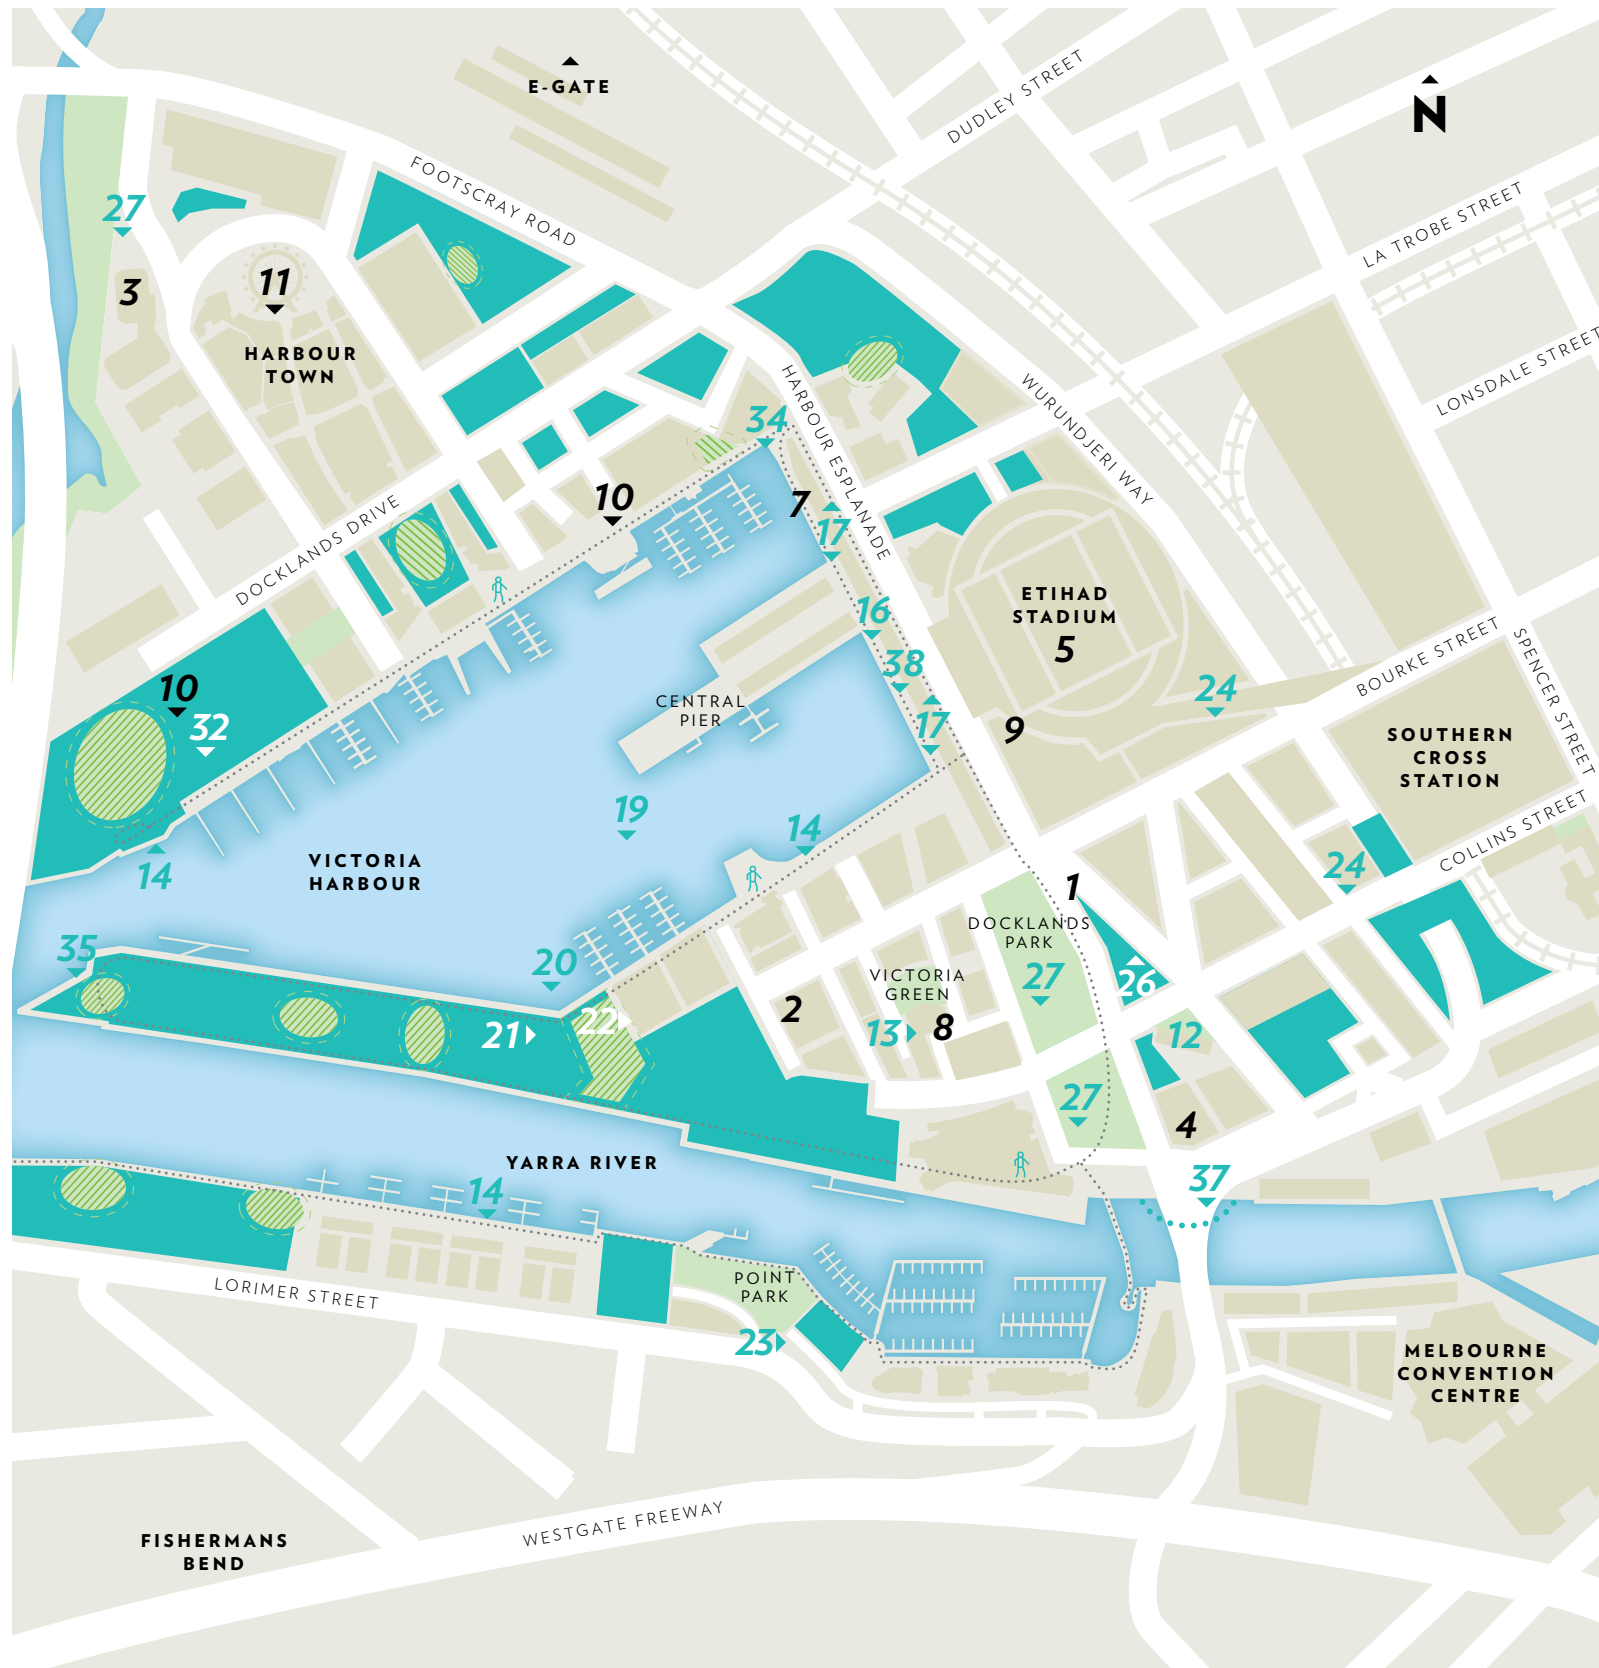 E-GATE
N
DUDLEY STREET
FOOTSCRAY ROAD
LA TROBE STREET
27
3
11
HARBOUR
TOWN
LONSDALE STREET
HARBOUR ESPLANADE
WURUNDJERI WAY
34
10
7
17
DOCKLANDS DRIVE
ETIHAD
STADIUM
5
16
38
24
BOURKE STREET
SPENCER STREET
10
32
CENTRAL
PIER
17
9
SOUTHERN
CROSS
STATION
19
14
COLLINS STREET
14
VICTORIA
HARBOUR
24
1
DOCKLANDS
PARK
35
20
VICTORIA
GREEN
27
26
2
21
22
13
8
12
27
4
YARRA RIVER
14
37
LORIMER STREET
POINT
PARK
23
MELBOURNE
CONVENTION
CENTRE
WESTGATE FREEWAY
FISHERMANS
BEND